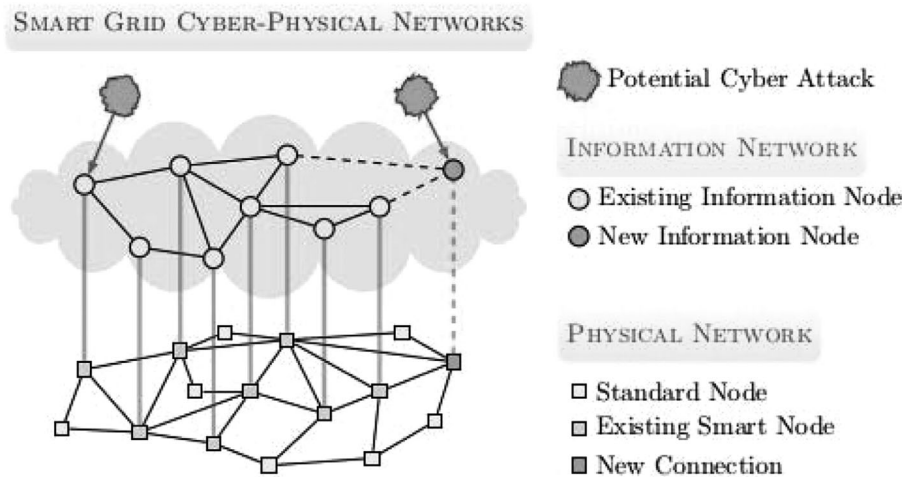 SMART GRID CYBER-PHYSICAL NETWORKS
Potential Cyber Attack
INFORMATION NETWORK
Existing Information Node
New Information Node
PHYSICAL NETWORK
Standard Node
Existing Smart Node
New Connection